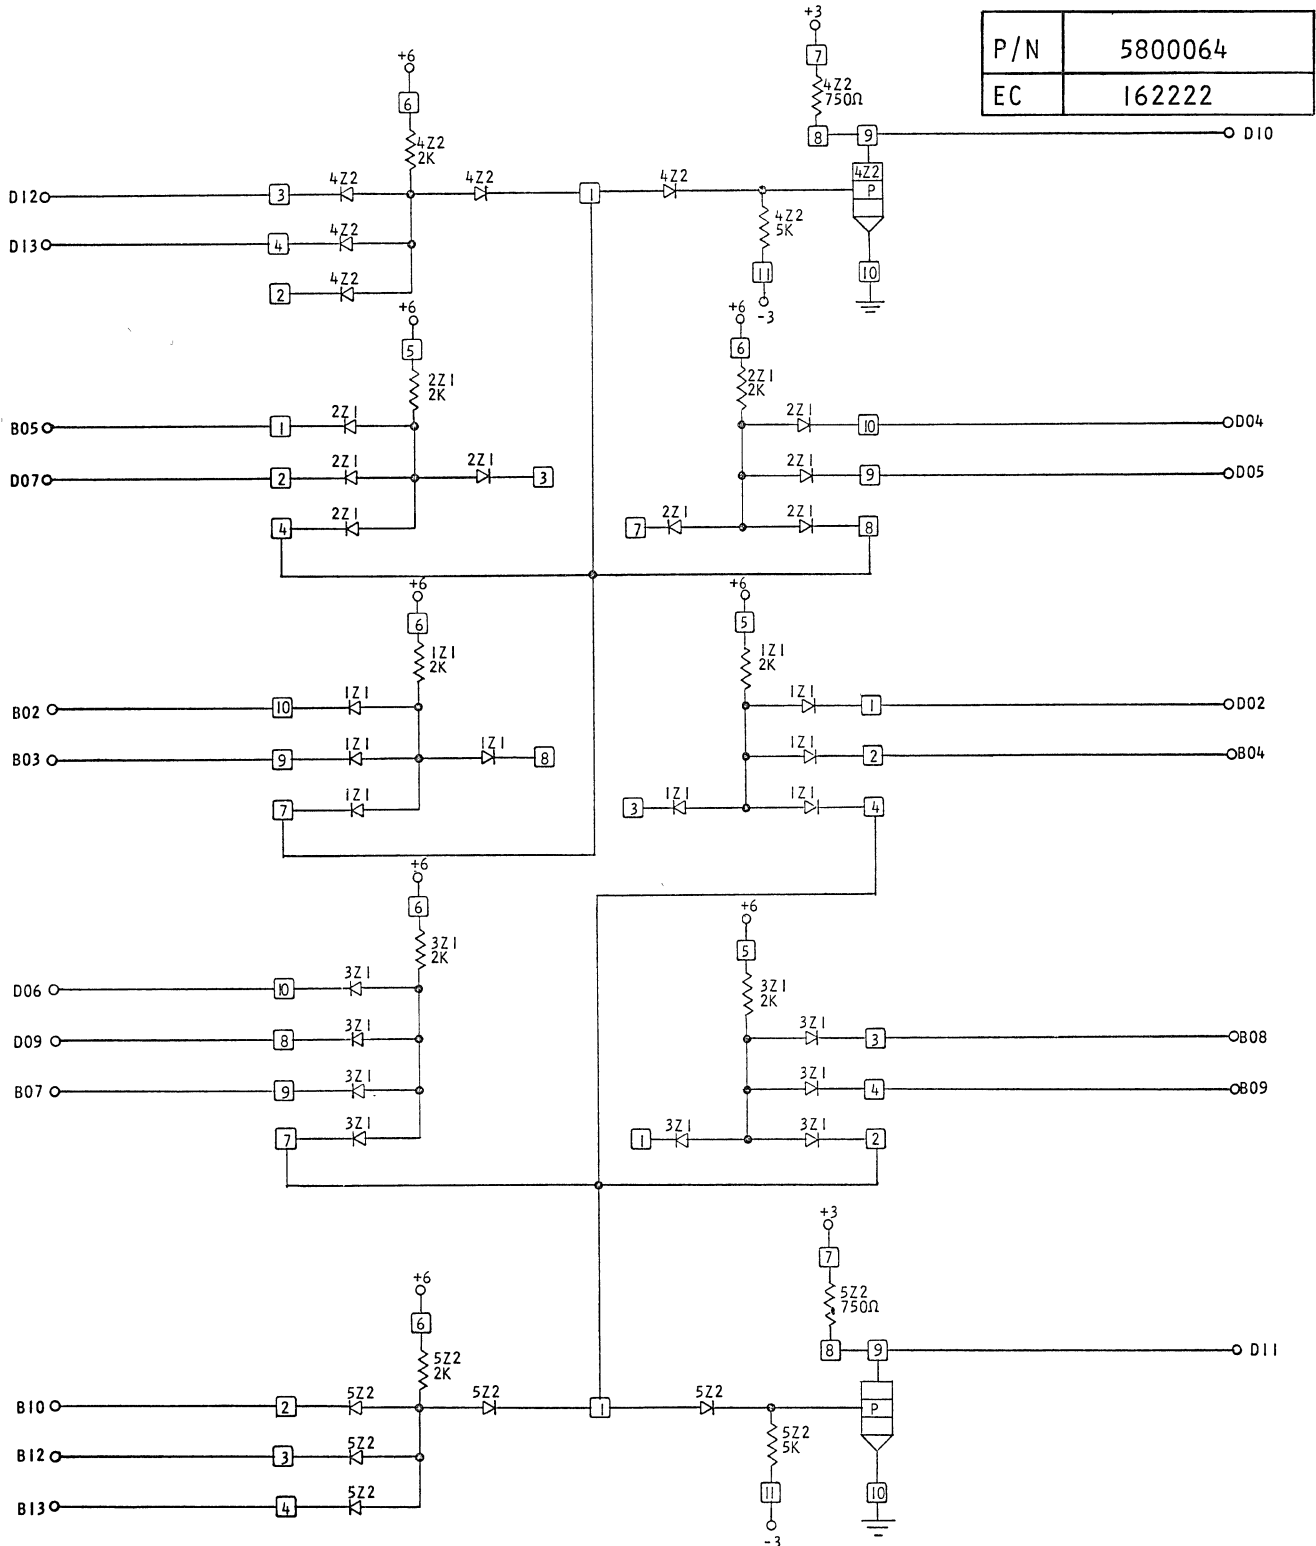 P/N 5800064
EC 162222
+3
7
4Z2
750Ω
8 9 D10
+6
6
4Z2
2K
4Z2
P
D12 3 4Z2 4Z2 1 4Z2
4Z2
5K
D13 4 4Z2
11 10
2 4Z2
-3
+6 +6
5 6
2Z1 2Z1
2K 2K
B05 1 2Z1 2Z1 10 D04
D07 2 2Z1 2Z1 3 2Z1 9 D05
4 2Z1 7 2Z1 2Z1 8
+6 +6
6 5
1Z1 1Z1
2K 2K
B02 10 1Z1 1Z1 1 D02
B03 9 1Z1 1Z1 8 1Z1 2 B04
7 1Z1 3 1Z1 1Z1 4
+6
6
+6
3Z1
2K
5
3Z1
2K
D06 10 3Z1
D09 8 3Z1 3Z1 3 B08
B07 9 3Z1 3Z1 4 B09
7 3Z1 1 3Z1 3Z1 2
+3
7
+6
5Z2
750Ω
6
8 9 D11
5Z2
2K
B10 2 5Z2 5Z2 1 5Z2 P
5Z2
5K
B12 3 5Z2
11 10
B13 4 5Z2
-3